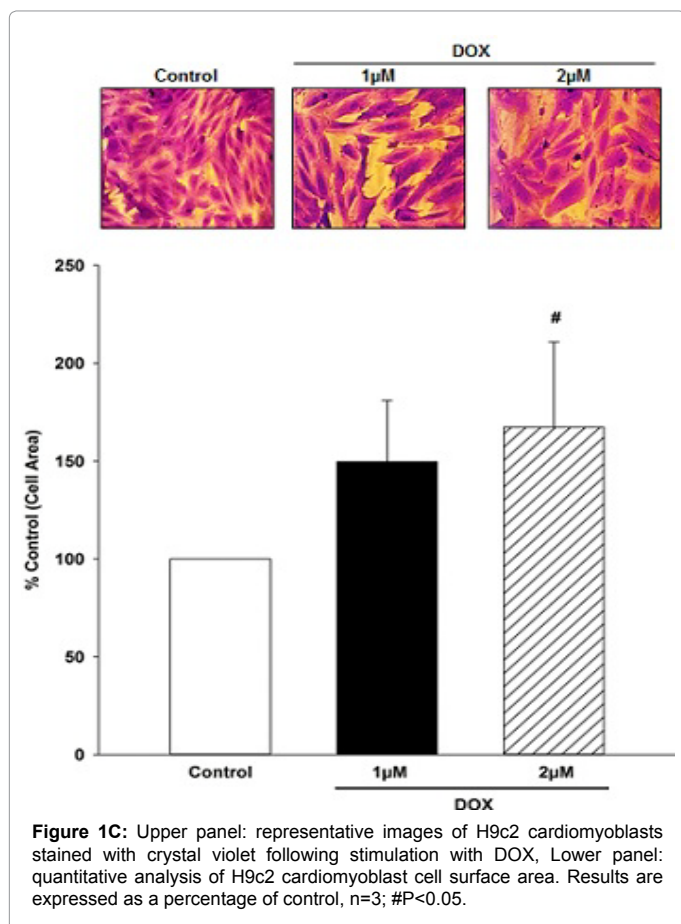 DOX
Control 1µM 2µM
250
#
200
150
100
50
0
% Control (Cell Area)
Control 1µM 2µM
DOX
Figure 1C: Upper panel: representative images of H9c2 cardiomyoblasts
stained with crystal violet following stimulation with DOX, Lower panel:
quantitative analysis of H9c2 cardiomyoblast cell surface area. Results are
expressed as a percentage of control, n=3; #P<0.05.